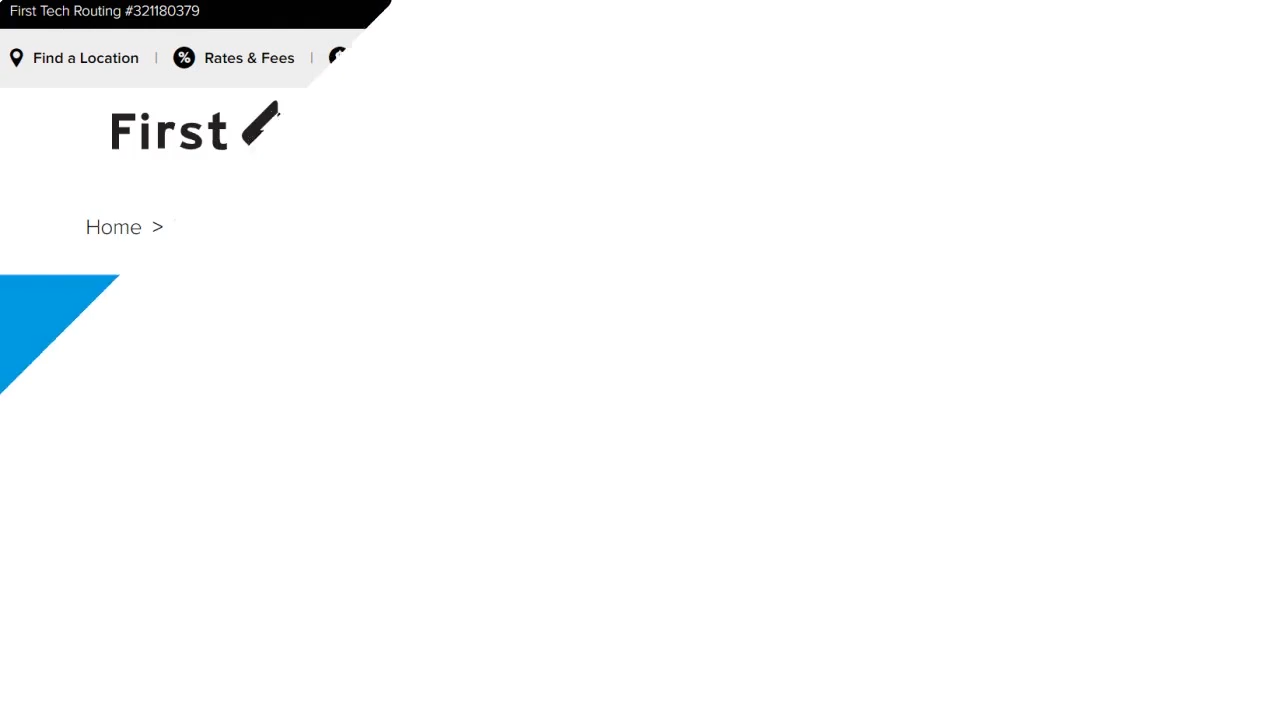 First Tech Routing #321180379
Find a Location | % Rates & Fees |
First
Home >